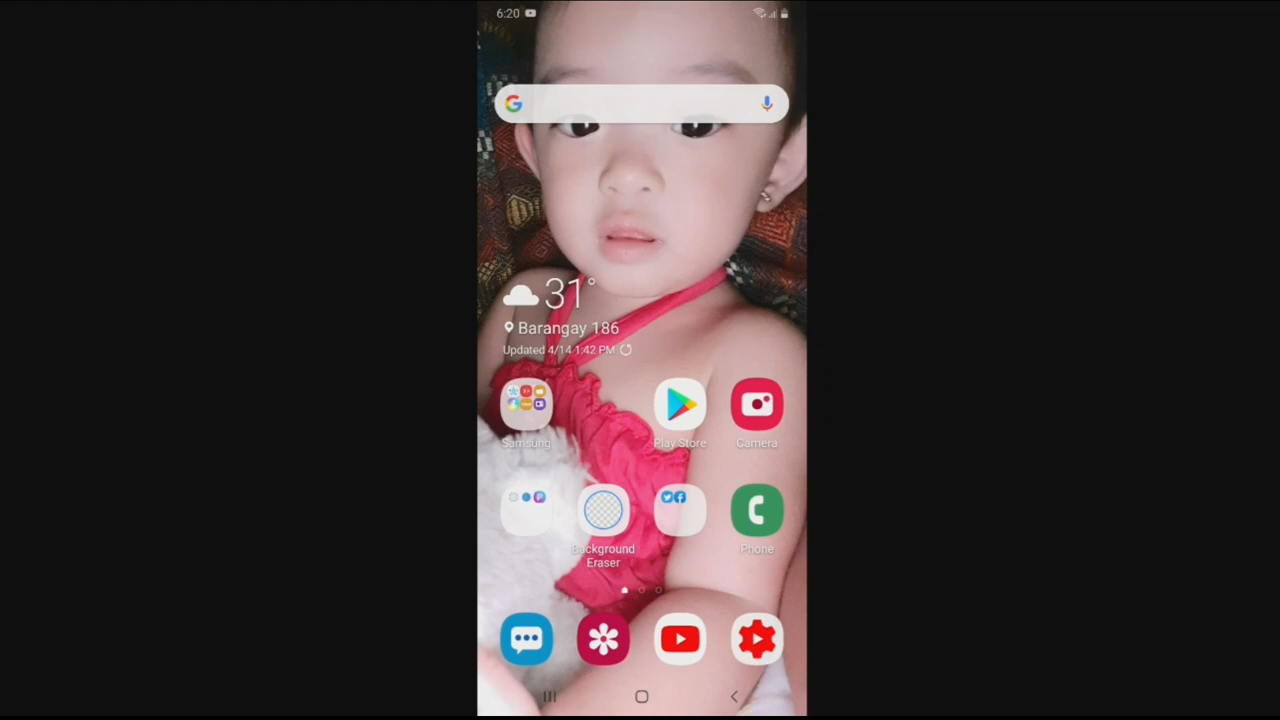 6:20
31°
Barangay 186
Updated 4/14 1:42 PM
Samsung
Play Store
Camera
Background
Eraser
Phone